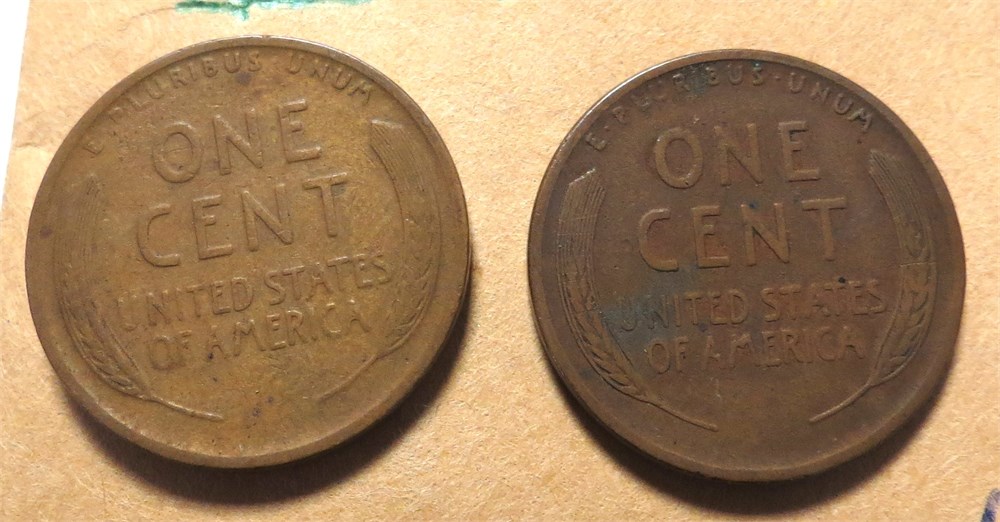 E PLURIBUS UNUM
ONE
CENT
UNITED STATES
OF AMERICA
E·PLURIBUS·UNUM
ONE
CENT
UNITED STATES
OF AMERICA